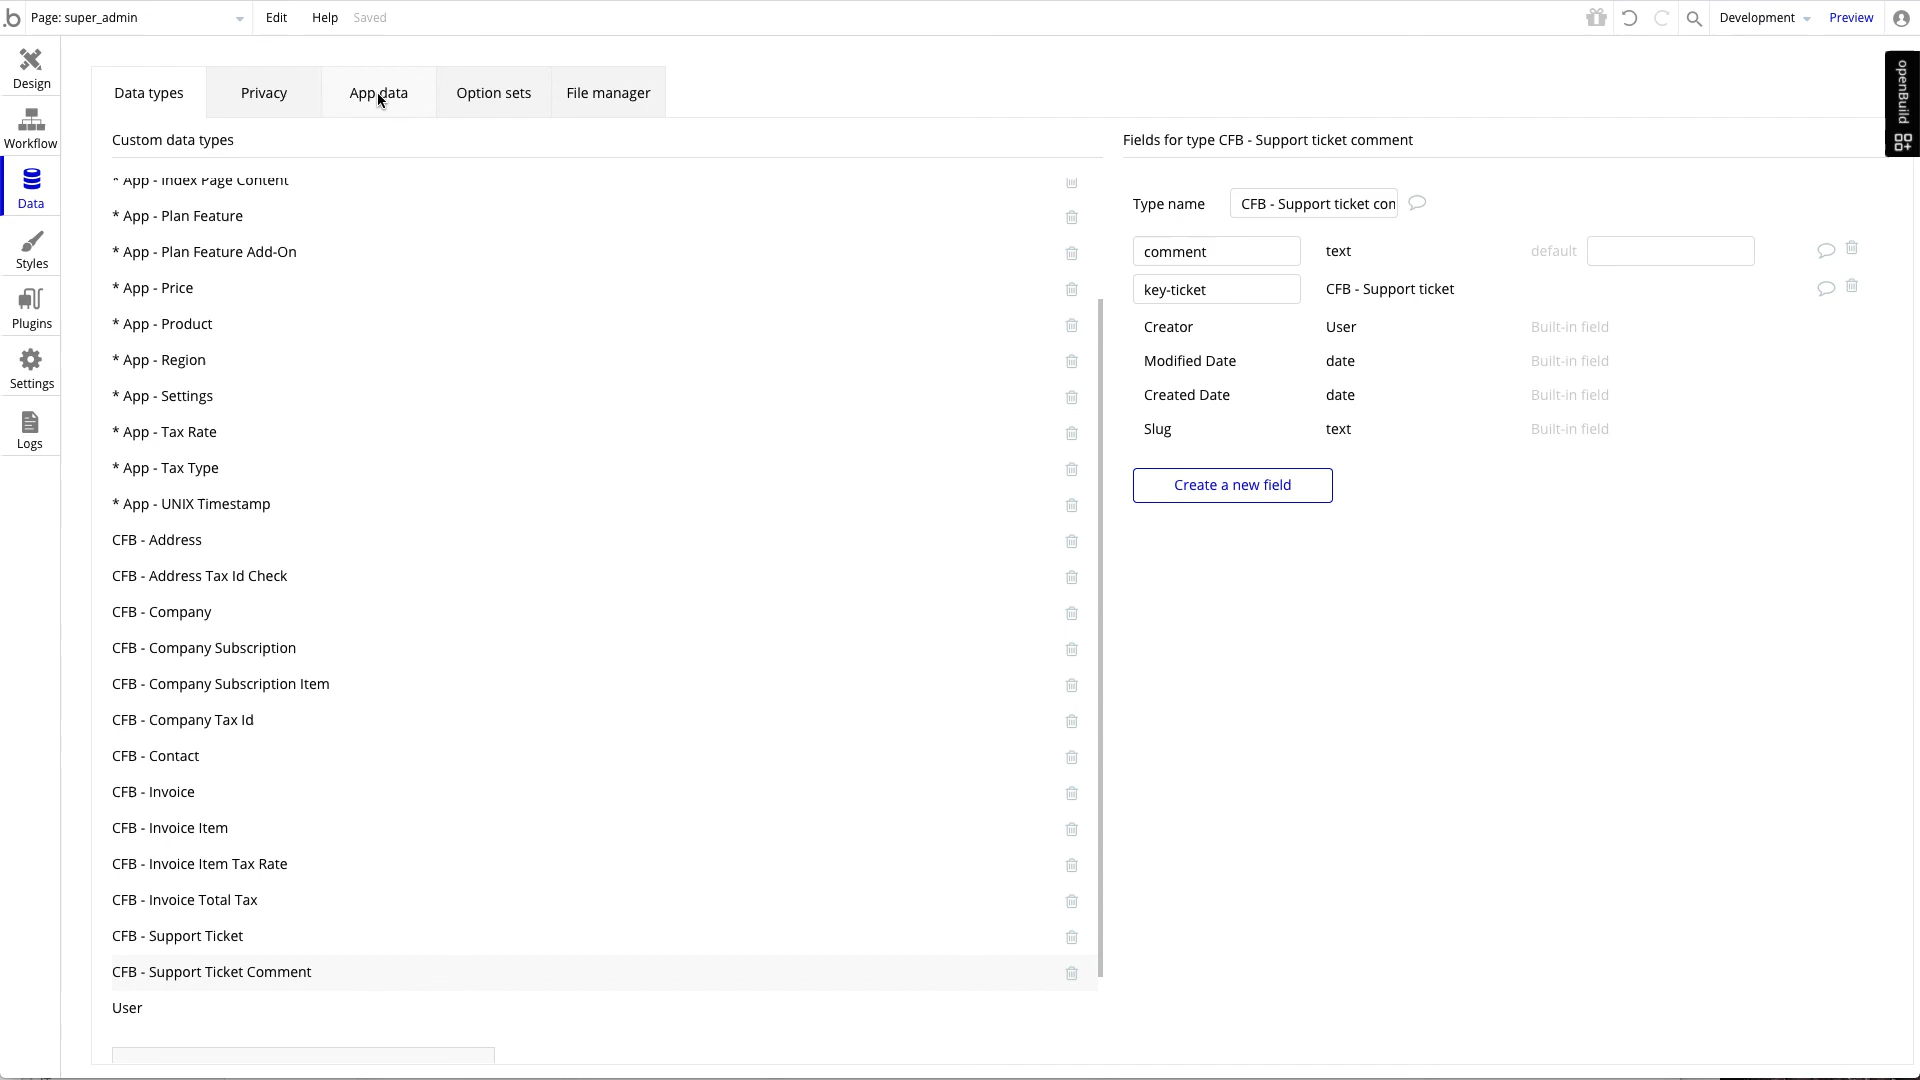 Page: super_admin
Edit
Help
Saved
Development
Preview
Design
Workflow
Data
Styles
Plugins
Settings
Logs
Data types
Privacy
App data
Option sets
File manager
openBuild
Custom data types
* App - Index Page Content
* App - Plan Feature
* App - Plan Feature Add-On
* App - Price
* App - Product
* App - Region
* App - Settings
* App - Tax Rate
* App - Tax Type
* App - UNIX Timestamp
CFB - Address
CFB - Address Tax Id Check
CFB - Company
CFB - Company Subscription
CFB - Company Subscription Item
CFB - Company Tax Id
CFB - Contact
CFB - Invoice
CFB - Invoice Item
CFB - Invoice Item Tax Rate
CFB - Invoice Total Tax
CFB - Support Ticket
CFB - Support Ticket Comment
User
Fields for type CFB - Support ticket comment
Type name CFB - Support ticket con
comment text default
key-ticket CFB - Support ticket
Creator User Built-in field
Modified Date date Built-in field
Created Date date Built-in field
Slug text Built-in field
Create a new field